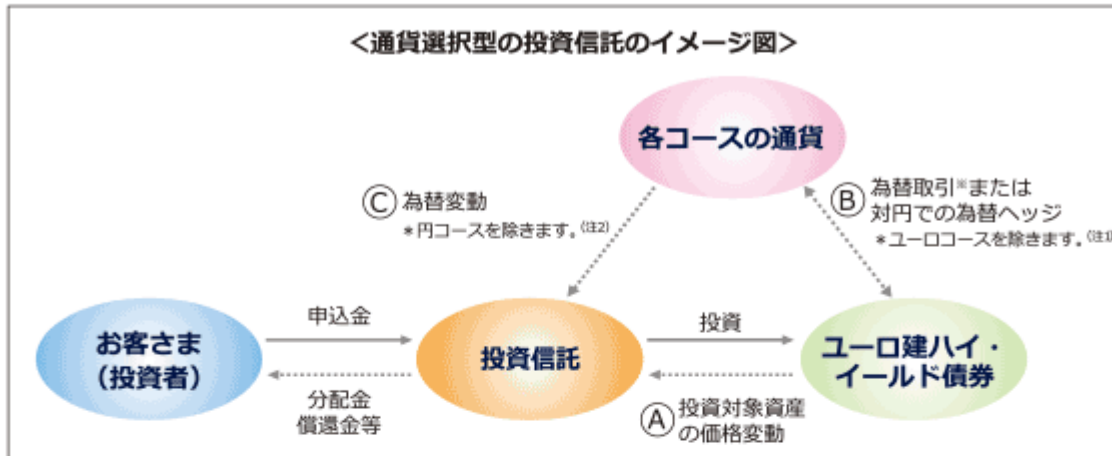 ＜通貨選択型の投資信託のイメージ図＞
各コースの通貨
Ⓒ 為替変動
＊円コースを除きます。(注2)
Ⓑ 為替取引※または
対円での為替ヘッジ
＊ユーロコースを除きます。(注1)
お客さま
（投資者）
申込金
分配金
償還金等
投資信託
投資
Ⓐ 投資対象資産
の価格変動
ユーロ建ハイ・
イールド債券